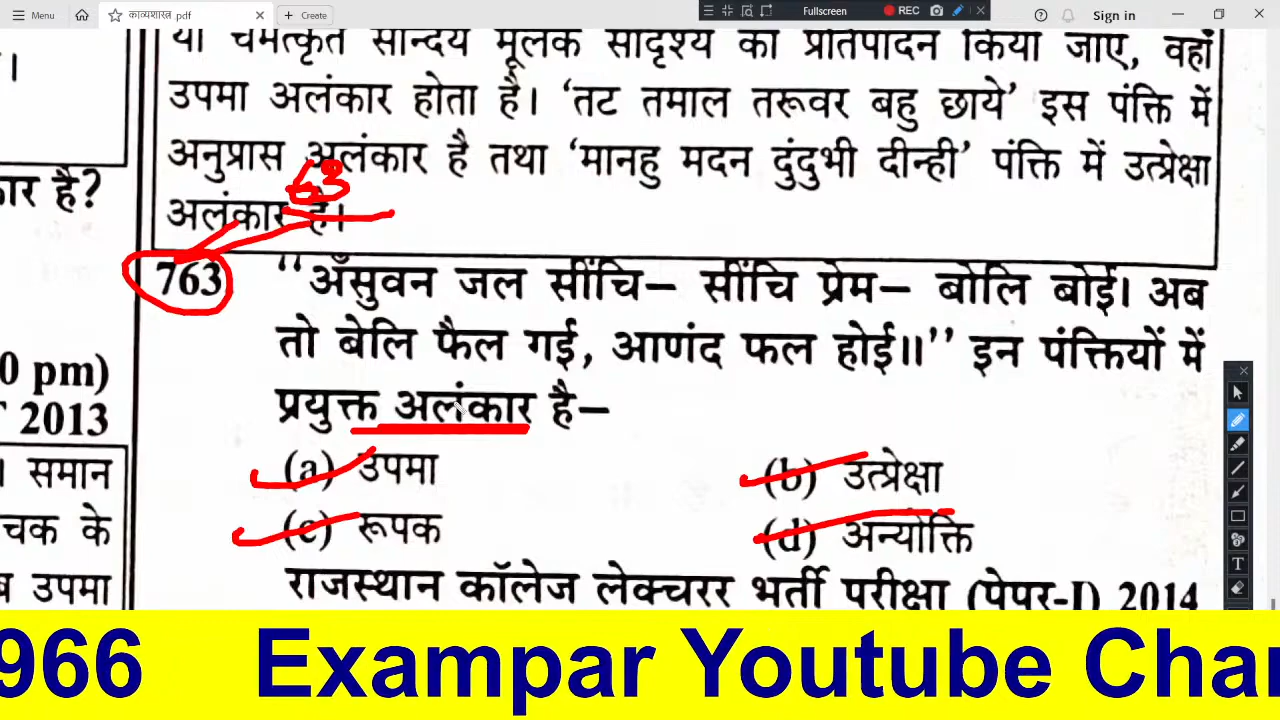 Menu
काव्यशास्त्र .pdf
Create
Fullscreen
REC
Sign in
या चमत्कृत सौन्दर्य मूलक सादृश्य का प्रतिपादन किया जाए, वहाँ
उपमा अलंकार होता है। ‘तट तमाल तरूवर बहु छाये’ इस पंक्ति में
अनुप्रास अलंकार है तथा ‘मानहु मदन दुंदुभी दीन्ही’ पंक्ति में उत्प्रेक्षा
अलंकार है।
63
कार है?
763 ‘‘अँसुवन जल सींचि– सींचि प्रेम– बोलि बोई। अब
तो बेलि फैल गई, आणंद फल होई॥’’ इन पंक्तियों में
प्रयुक्त अलंकार है–
(a) उपमा (b) उत्प्रेक्षा
(c) रूपक (d) अन्योक्ति
राजस्थान कॉलेज लेक्चरर भर्ती परीक्षा (पेपर-I) 2014
0 pm)
2013
। समान
चक के
उपमा
966 Exampar Youtube Chan